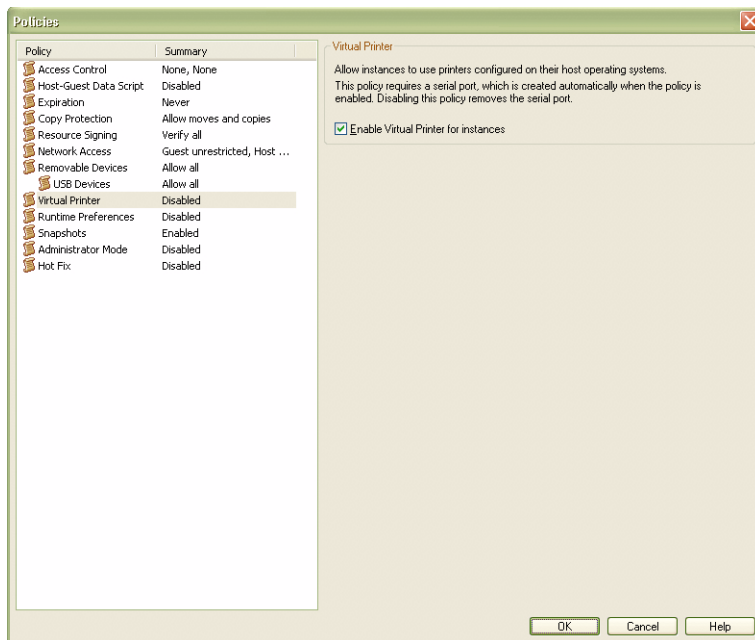 Policies
Policy Summary
Access Control None, None
Host-Guest Data Script Disabled
Expiration Never
Copy Protection Allow moves and copies
Resource Signing Verify all
Network Access Guest unrestricted, Host ...
Removable Devices Allow all
USB Devices Allow all
Virtual Printer Disabled
Runtime Preferences Disabled
Snapshots Enabled
Administrator Mode Disabled
Hot Fix Disabled
Virtual Printer
Allow instances to use printers configured on their host operating systems.
This policy requires a serial port, which is created automatically when the policy is
enabled. Disabling this policy removes the serial port.
Enable Virtual Printer for instances
OK Cancel Help